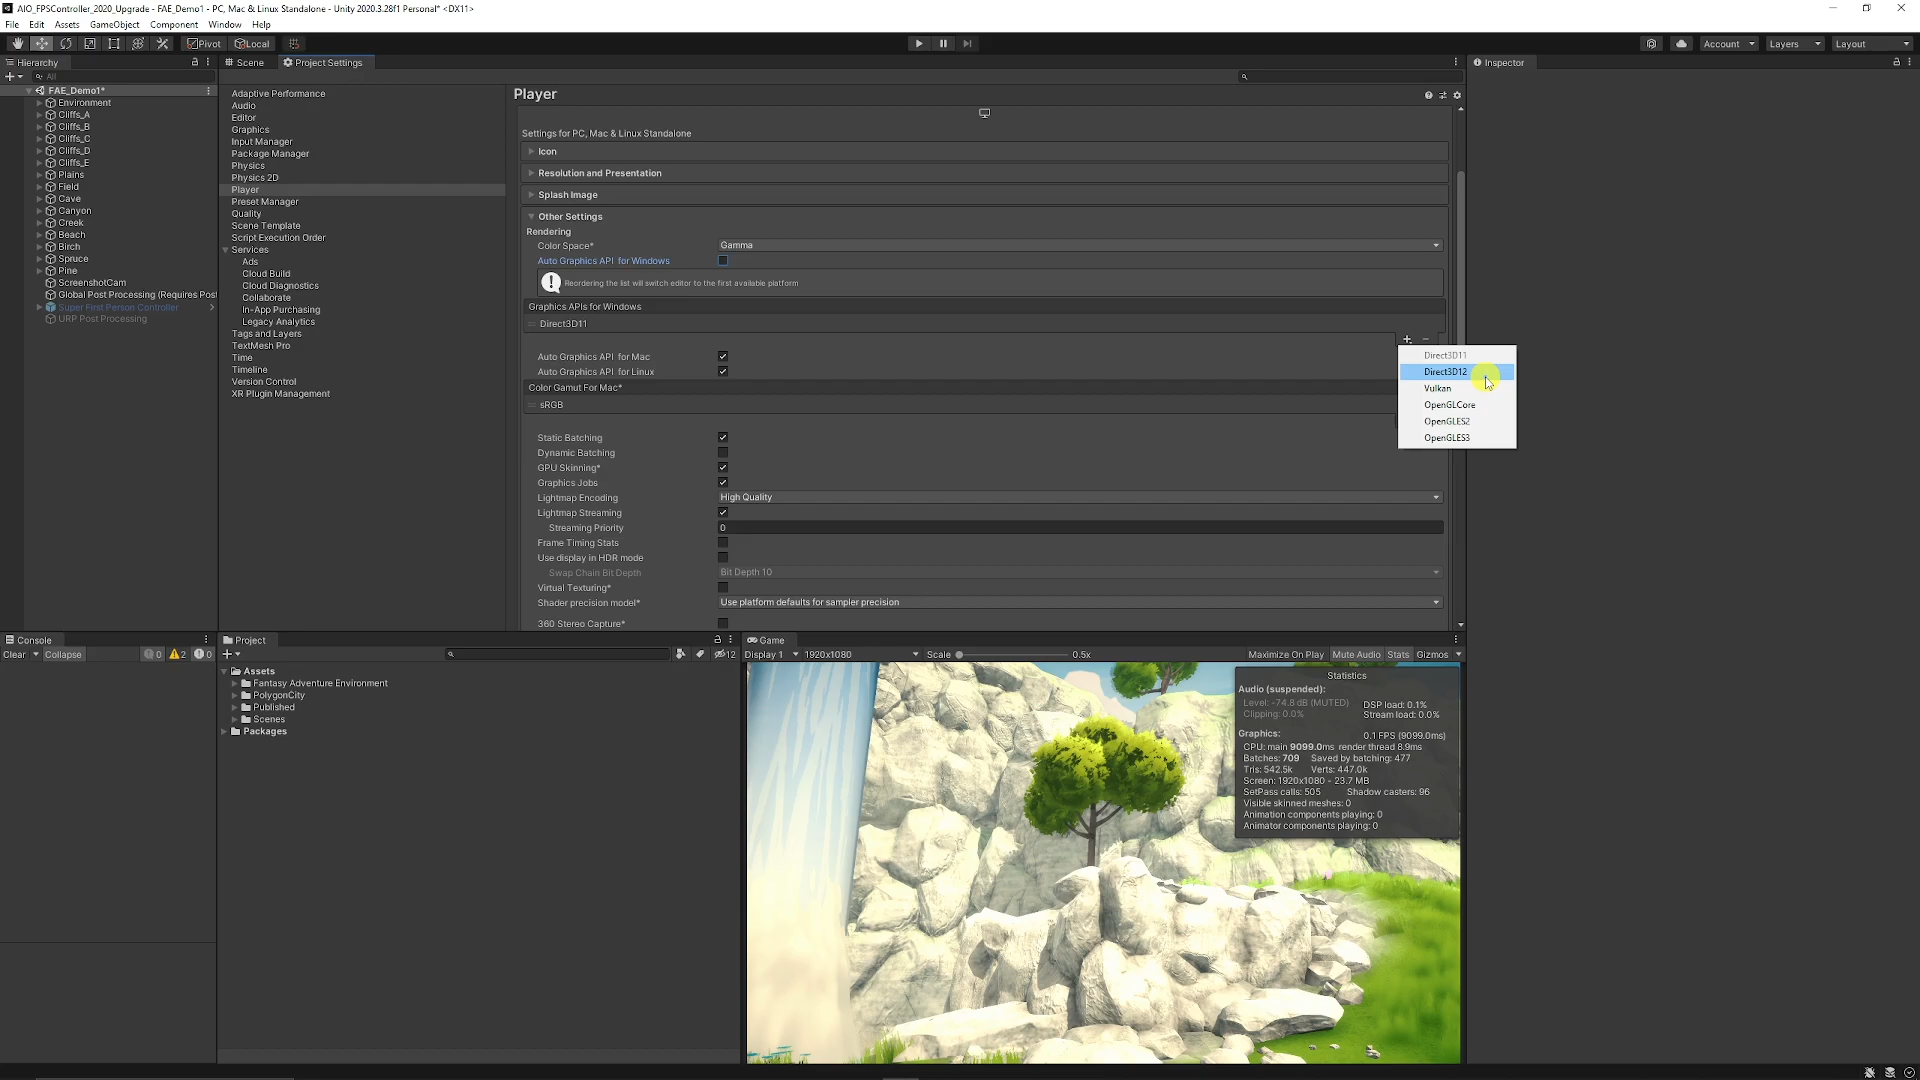 AIO_FPSController_2020_Upgrade - FAE_Demo1 - PC, Mac & Linux Standalone - Unity 2020.3.28f1 Personal* <DX11>
File Edit Assets GameObject Component Window Help
Pivot Local Account Layers Layout
Hierarchy
All
FAE_Demo1*
Environment
Cliffs_A
Cliffs_B
Cliffs_C
Cliffs_D
Cliffs_E
Plains
Field
Cave
Canyon
Creek
Beach
Birch
Spruce
Pine
ScreenshotCam
Global Post Processing (Requires Post
Super First Person Controller
URP Post Processing
Scene Project Settings
Adaptive Performance
Audio
Editor
Graphics
Input Manager
Package Manager
Physics
Physics 2D
Player
Preset Manager
Quality
Scene Template
Script Execution Order
Services
Ads
Cloud Build
Cloud Diagnostics
Collaborate
In-App Purchasing
Legacy Analytics
Tags and Layers
TextMesh Pro
Time
Timeline
Version Control
XR Plugin Management
Player
Settings for PC, Mac & Linux Standalone
Icon
Resolution and Presentation
Splash Image
Other Settings
Rendering
Color Space* Gamma
Auto Graphics API for Windows
Reordering the list will switch editor to the first available platform
Graphics APIs for Windows
Direct3D11
Auto Graphics API for Mac
Auto Graphics API for Linux
Color Gamut For Mac*
sRGB
Static Batching
Dynamic Batching
GPU Skinning*
Graphics Jobs
Lightmap Encoding High Quality
Lightmap Streaming
Streaming Priority 0
Frame Timing Stats
Use display in HDR mode
Swap Chain Bit Depth Bit Depth 10
Virtual Texturing*
Shader precision model* Use platform defaults for sampler precision
360 Stereo Capture*
Direct3D11
Direct3D12
Vulkan
OpenGLCore
OpenGLES2
OpenGLES3
Inspector
Console
Clear Collapse 0 2 0
Project
12
Assets
Fantasy Adventure Environment
PolygonCity
Published
Scenes
Packages
Game
Display 1 1920x1080 Scale 0.5x Maximize On Play Mute Audio Stats Gizmos
Statistics
Audio (suspended):
Level: -74.8 dB (MUTED) DSP load: 0.1%
Clipping: 0.0% Stream load: 0.0%
Graphics: 0.1 FPS (9099.0ms)
CPU: main 9099.0ms render thread 8.9ms
Batches: 709 Saved by batching: 477
Tris: 542.5k Verts: 447.0k
Screen: 1920x1080 - 23.7 MB
SetPass calls: 505 Shadow casters: 96
Visible skinned meshes: 0
Animation components playing: 0
Animator components playing: 0